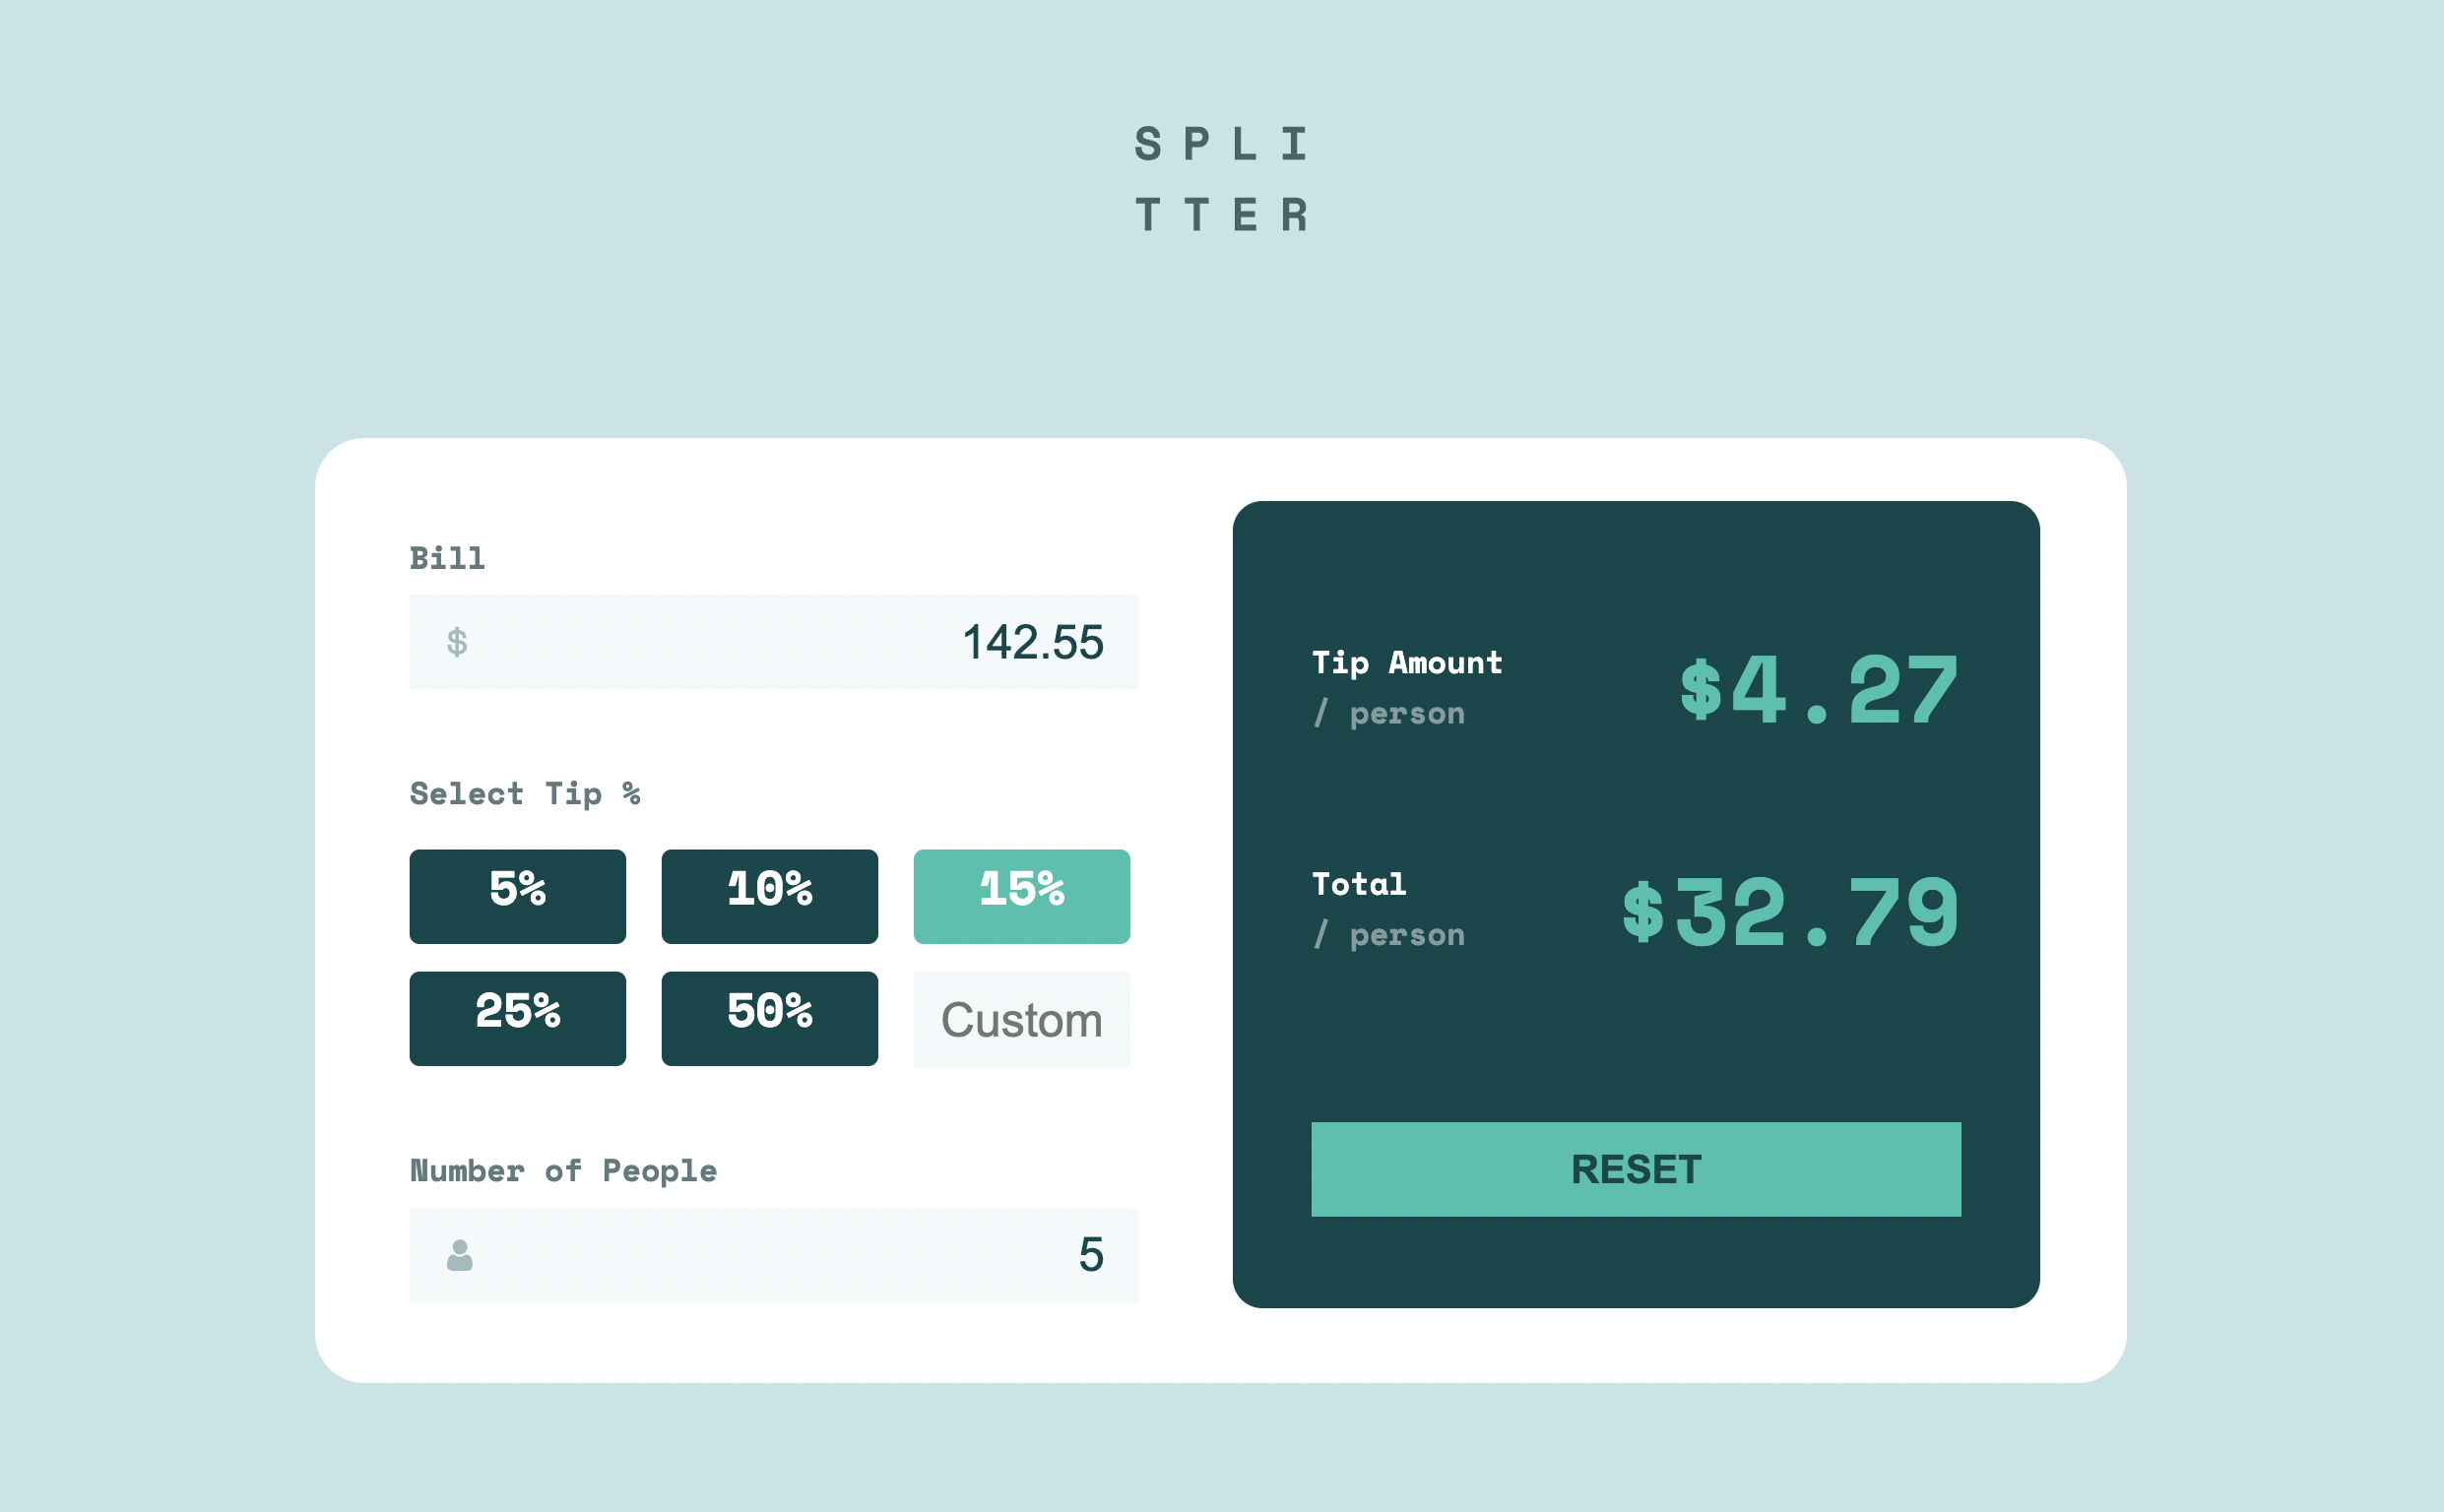 SPLI
TTER
Bill
$ 142.55
Select Tip %
5% 10% 15%
25% 50% Custom
Number of People
5
Tip Amount
/ person
$4.27
Total
/ person
$32.79
RESET